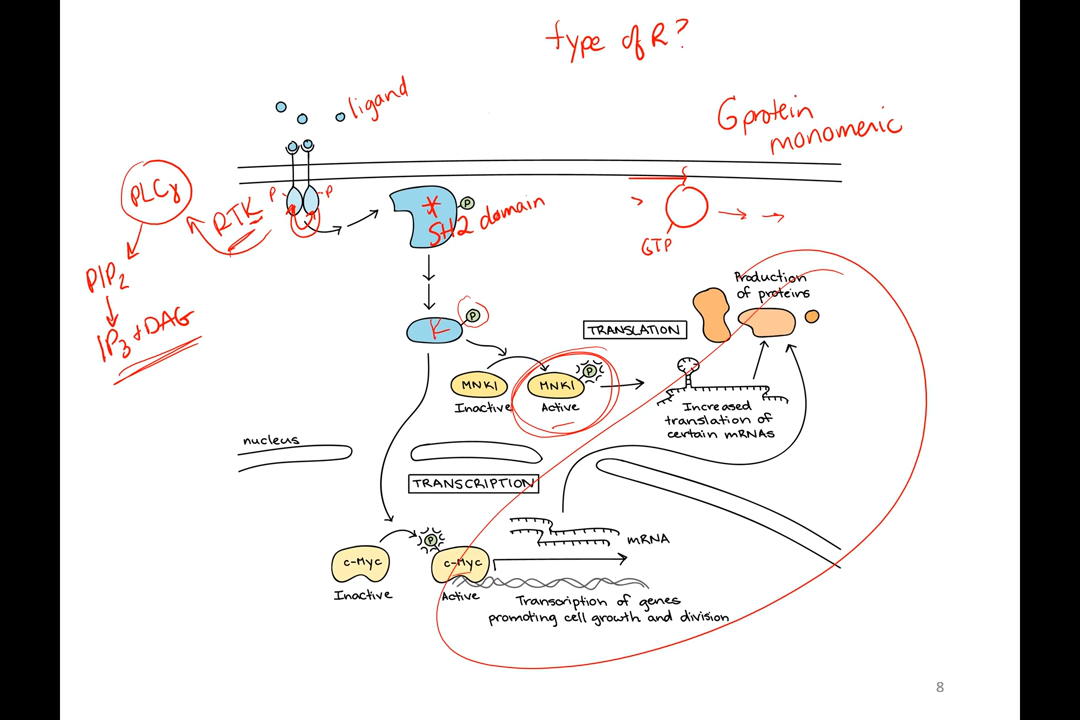 type of R?
ligand
G protein
monomeric
PLCγ
P
P
RTK
P
SH2 domain
GTP
PIP2
IP3 + DAG
K
P
Production
of proteins
TRANSLATION
MNK1
Inactive
MNK1
P
Active
Increased
translation of
certain mRNAs
nucleus
TRANSCRIPTION
mRNA
c-Myc
Inactive
P
c-Myc
Active
Transcription of genes
promoting cell growth and division
8